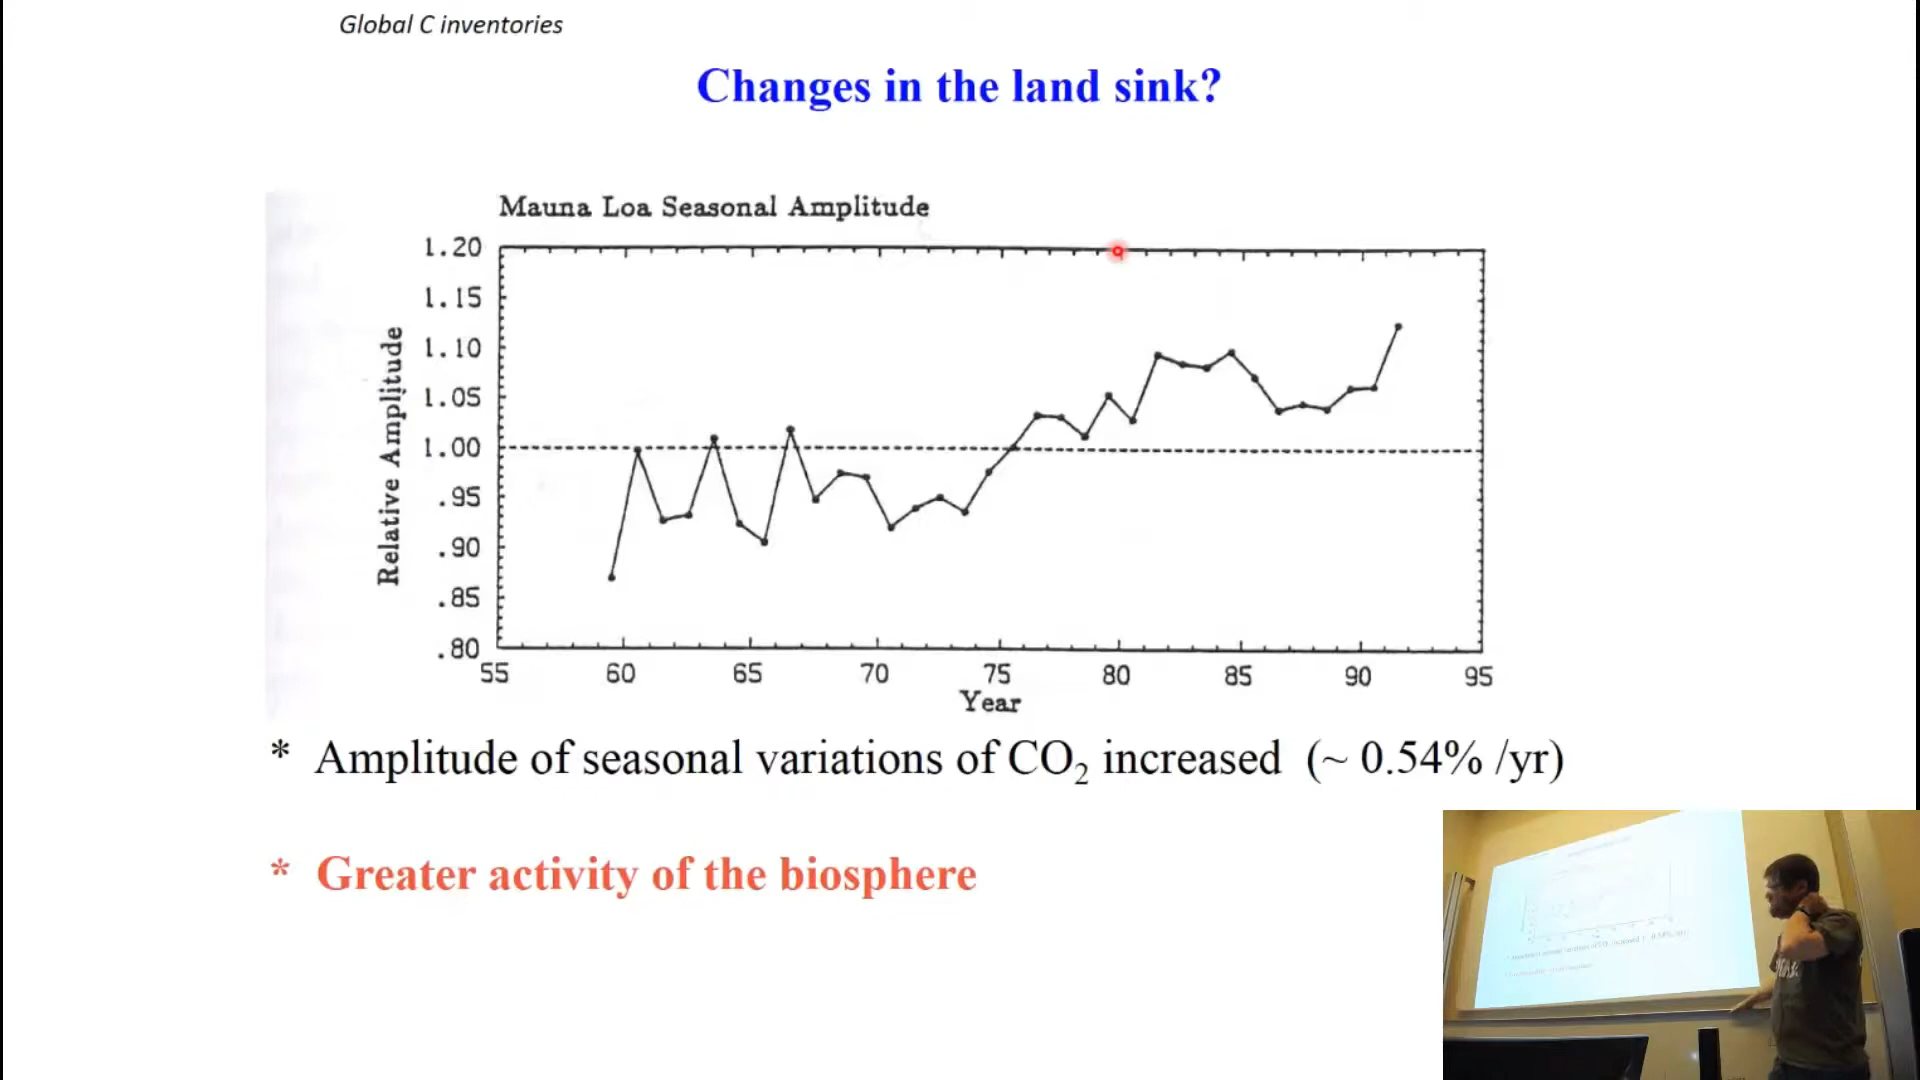 Global C inventories
Changes in the land sink?
Mauna Loa Seasonal Amplitude
1.20
1.15
1.10
1.05
1.00
.95
.90
.85
.80
Relative Amplitude
55 60 65 70 75 80 85 90 95
Year
* Amplitude of seasonal variations of CO₂ increased (~ 0.54% /yr)
* Greater activity of the biosphere